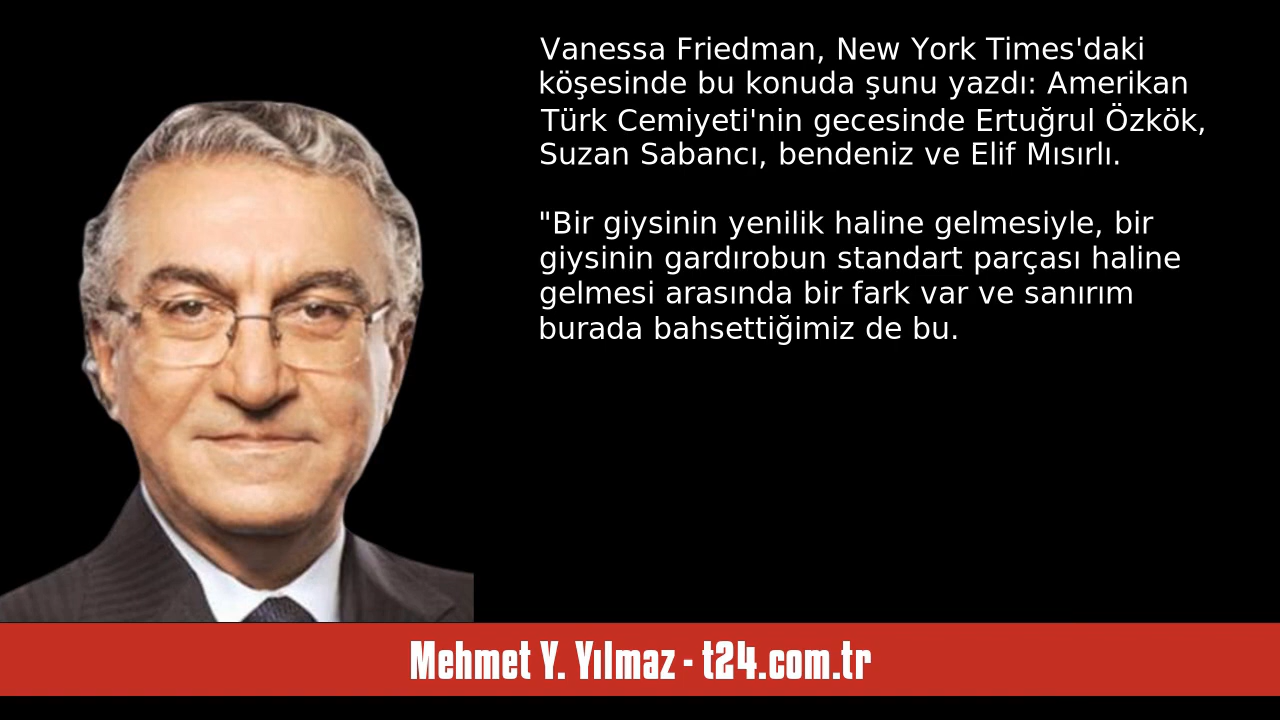 Vanessa Friedman, New York Times'daki
köşesinde bu konuda şunu yazdı: Amerikan
Türk Cemiyeti'nin gecesinde Ertuğrul Özkök,
Suzan Sabancı, bendeniz ve Elif Mısırlı.
"Bir giysinin yenilik haline gelmesiyle, bir
giysinin gardırobun standart parçası haline
gelmesi arasında bir fark var ve sanırım
burada bahsettiğimiz de bu.
Mehmet Y. Yılmaz - t24.com.tr